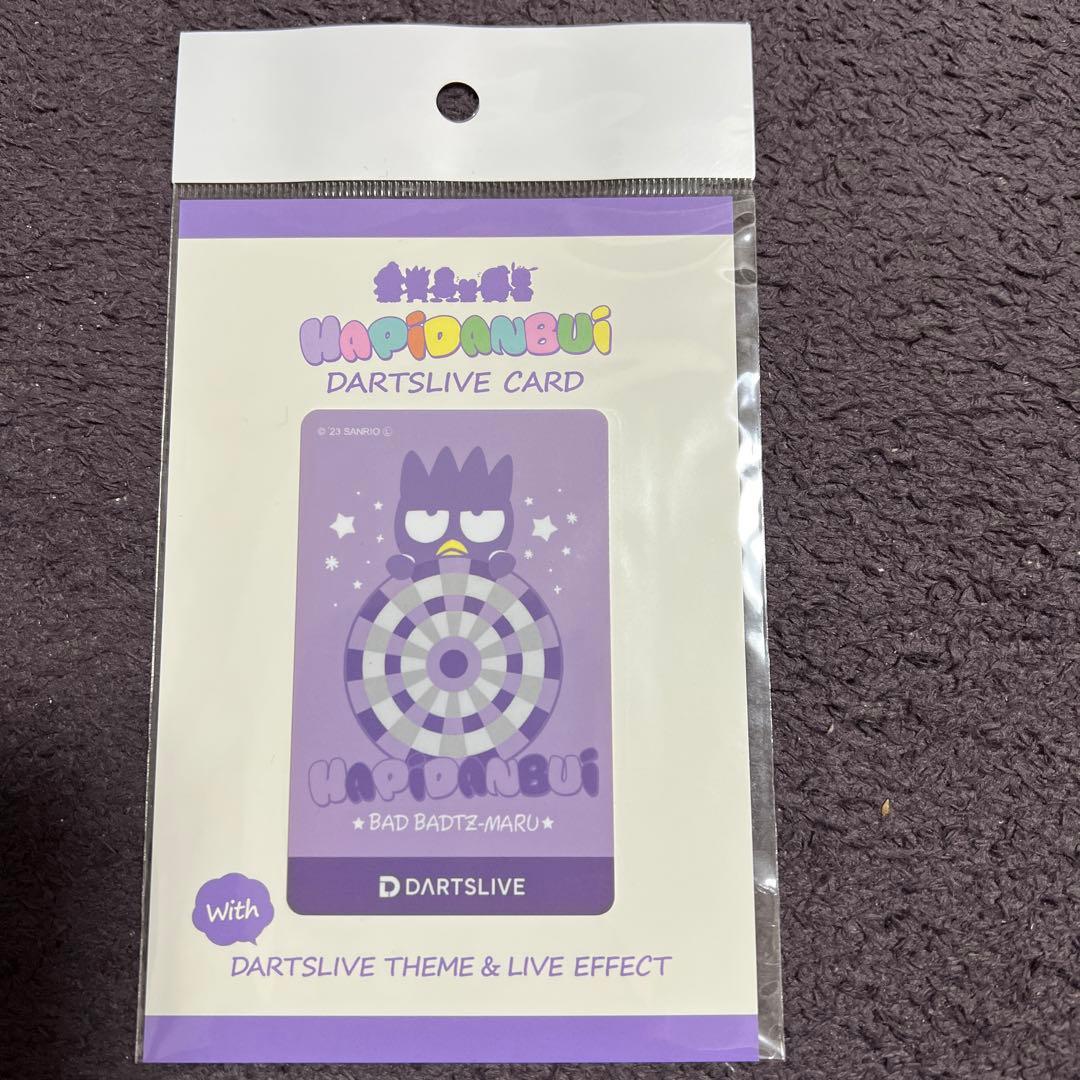 HAPiDANBUi
DARTSLIVE CARD
© '23 SANRIO Ⓛ
HAPiDANBUi
★BAD BADTZ-MARU★
D DARTSLIVE
With
DARTSLIVE THEME & LIVE EFFECT